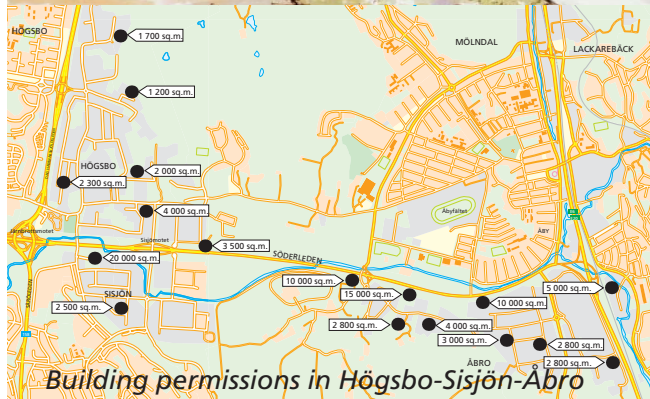 HÖGSBO
1 700 sq.m.
MÖLNDAL
LACKAREBÄCK
1 200 sq.m.
HÖGSBO
2 000 sq.m.
2 300 sq.m.
4 000 sq.m.
Åbyfältet
Järnbrottsmotet
Sisjömotet
3 500 sq.m.
ÅBY
SÖDERLEDEN
20 000 sq.m.
10 000 sq.m.
5 000 sq.m.
SISJÖN
15 000 sq.m.
10 000 sq.m.
2 500 sq.m.
2 800 sq.m.
4 000 sq.m.
3 000 sq.m.
2 800 sq.m.
ÅBRO
2 800 sq.m.
Building permissions in Högsbo-Sisjön-Åbro